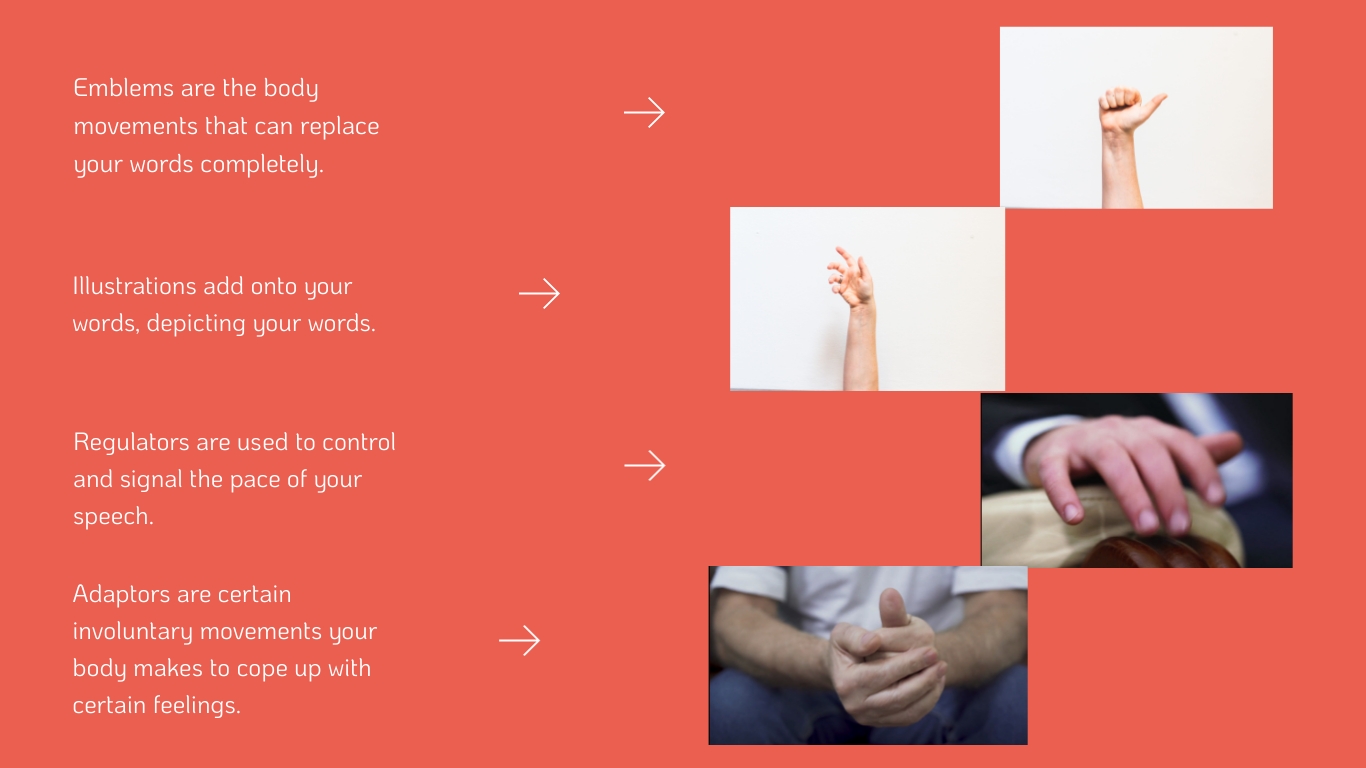 Emblems are the body
movements that can replace
your words completely.
Illustrations add onto your
words, depicting your words.
Regulators are used to control
and signal the pace of your
speech.
Adaptors are certain
involuntary movements your
body makes to cope up with
certain feelings.